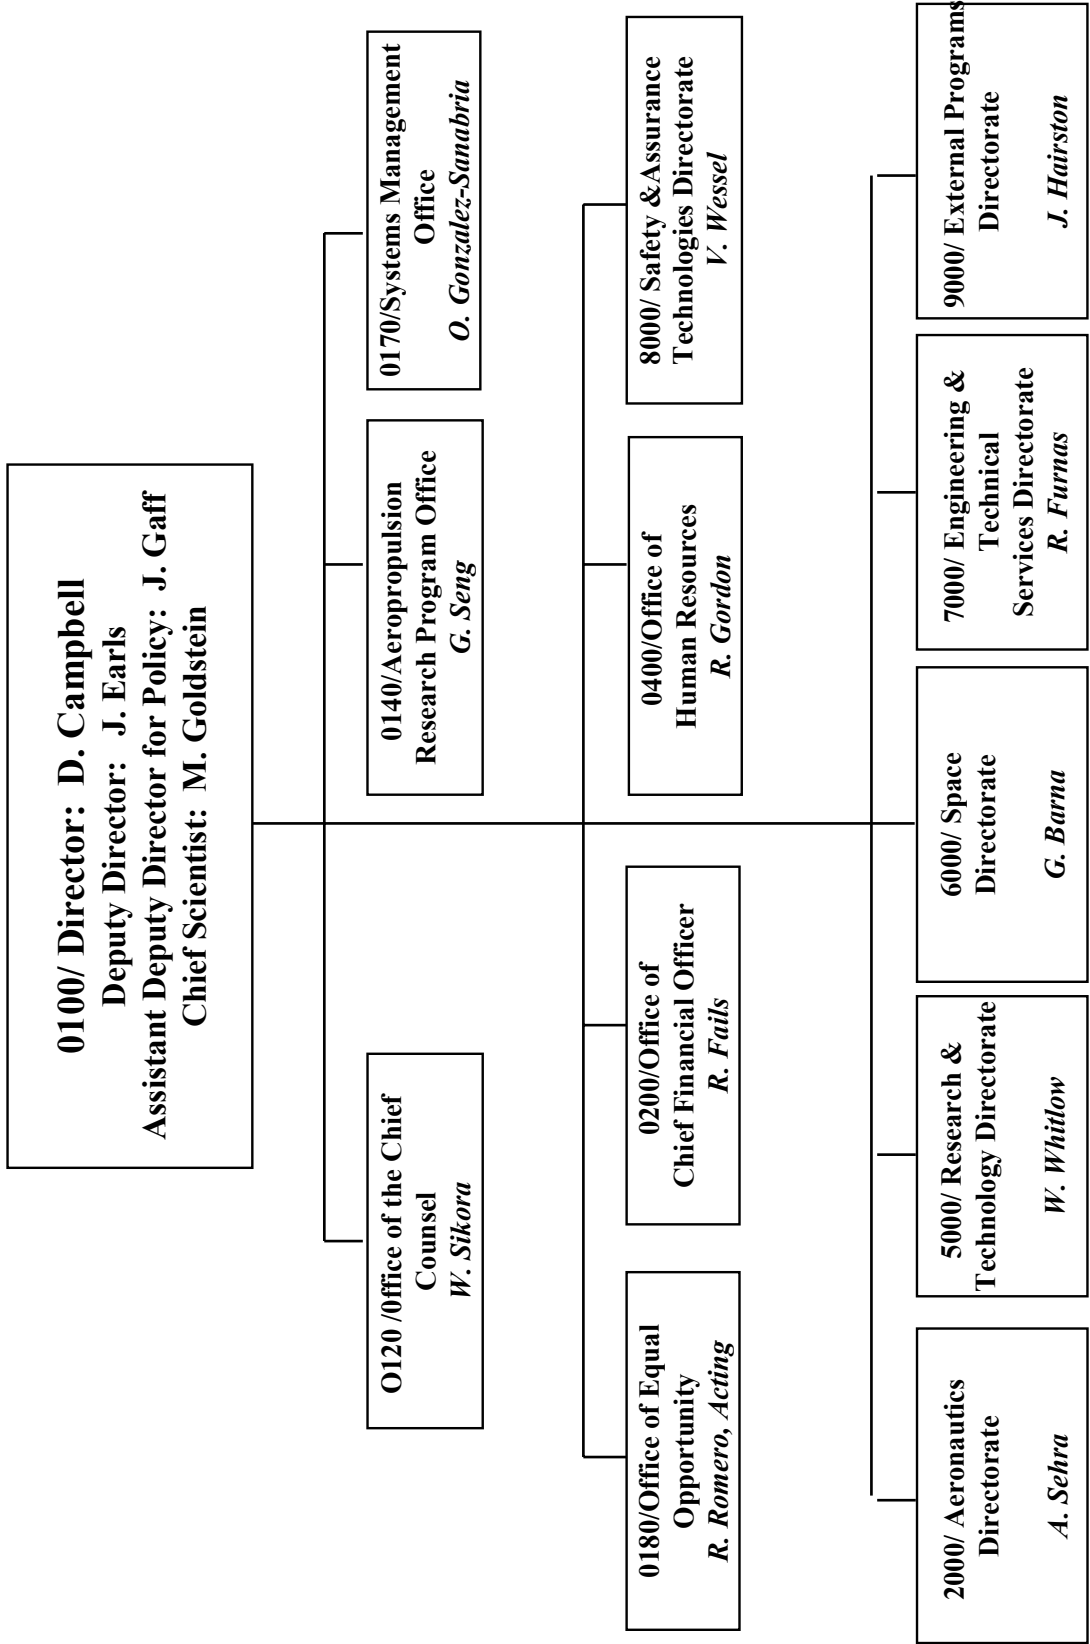 0100/ Director:  D. Campbell
Deputy Director:  J. Earls
Assistant Deputy Director for Policy:  J. Gaff
Chief Scientist:  M. Goldstein
O120 /0ffice of the Chief
Counsel
W. Sikora
0140/Aeropropulsion
Research Program Office
G. Seng
0170/Systems Management
Office
O. Gonzalez-Sanabria
0180/Office of Equal
Opportunity
R. Romero, Acting
0200/Office of
Chief Financial Officer
R. Fails
0400/Office of
Human Resources
R. Gordon
8000/ Safety &Assurance
Technologies Directorate
V. Wessel
2000/ Aeronautics
Directorate
A. Sehra
5000/ Research &
Technology Directorate
W. Whitlow
6000/ Space
Directorate
G. Barna
7000/ Engineering &
Technical
Services Directorate
R. Furnas
9000/ External Programs
Directorate
J. Hairston